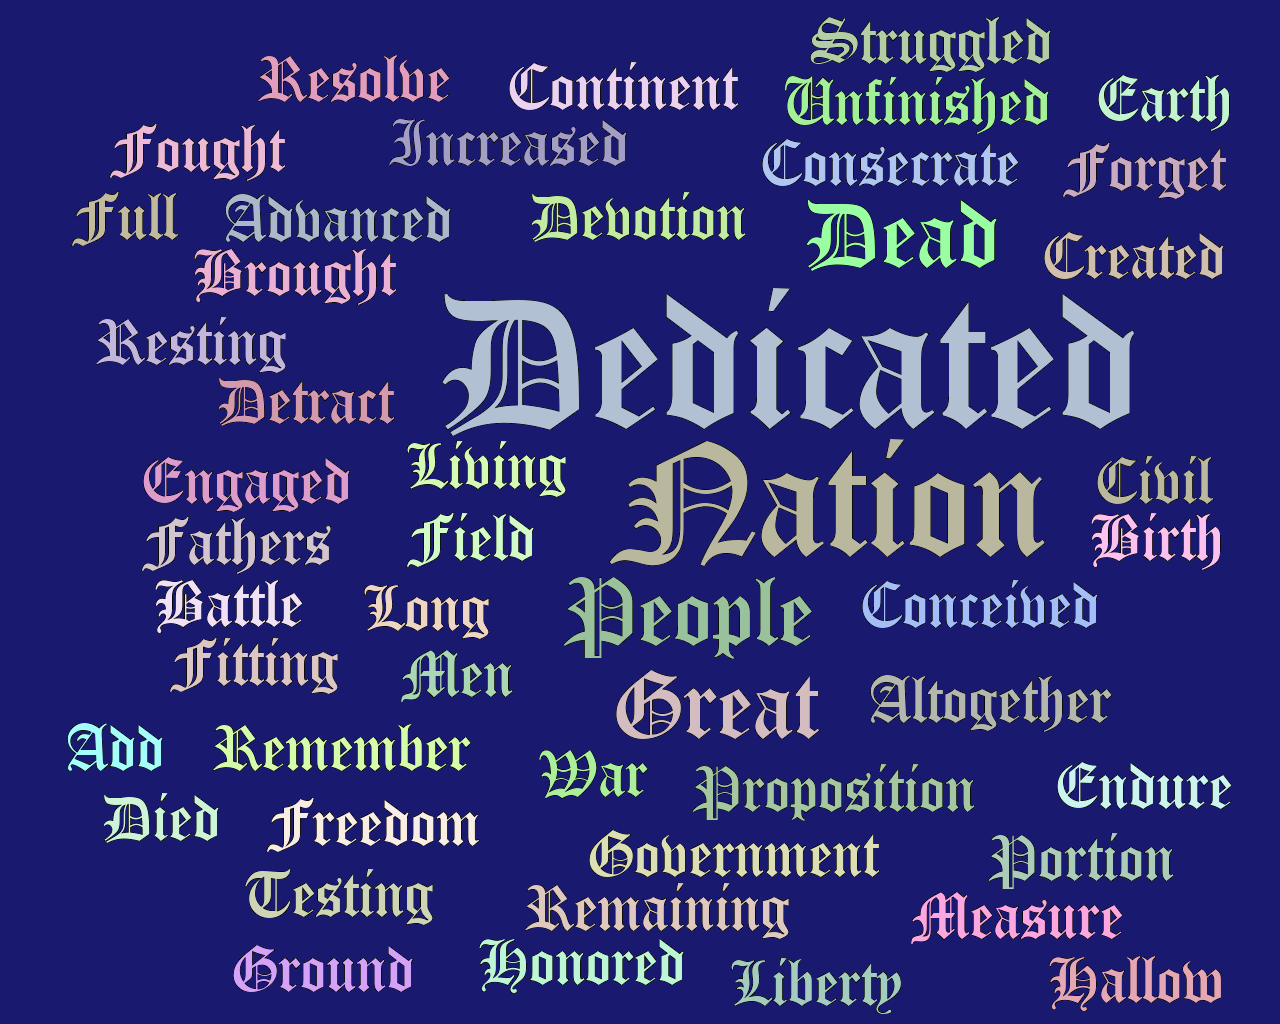 Struggled
Resolve Continent Unfinished Earth
Fought Increased Consecrate Forget
Full Advanced Devotion Dead Created
Brought
Resting Dedicated
Detract
Engaged Living Nation Civil
Fathers Field Birth
Battle Long People Conceived
Fitting Men Great Altogether
Add Remember War Proposition Endure
Died Freedom Government Portion
Testing Remaining Measure
Ground Honored Liberty Hallow